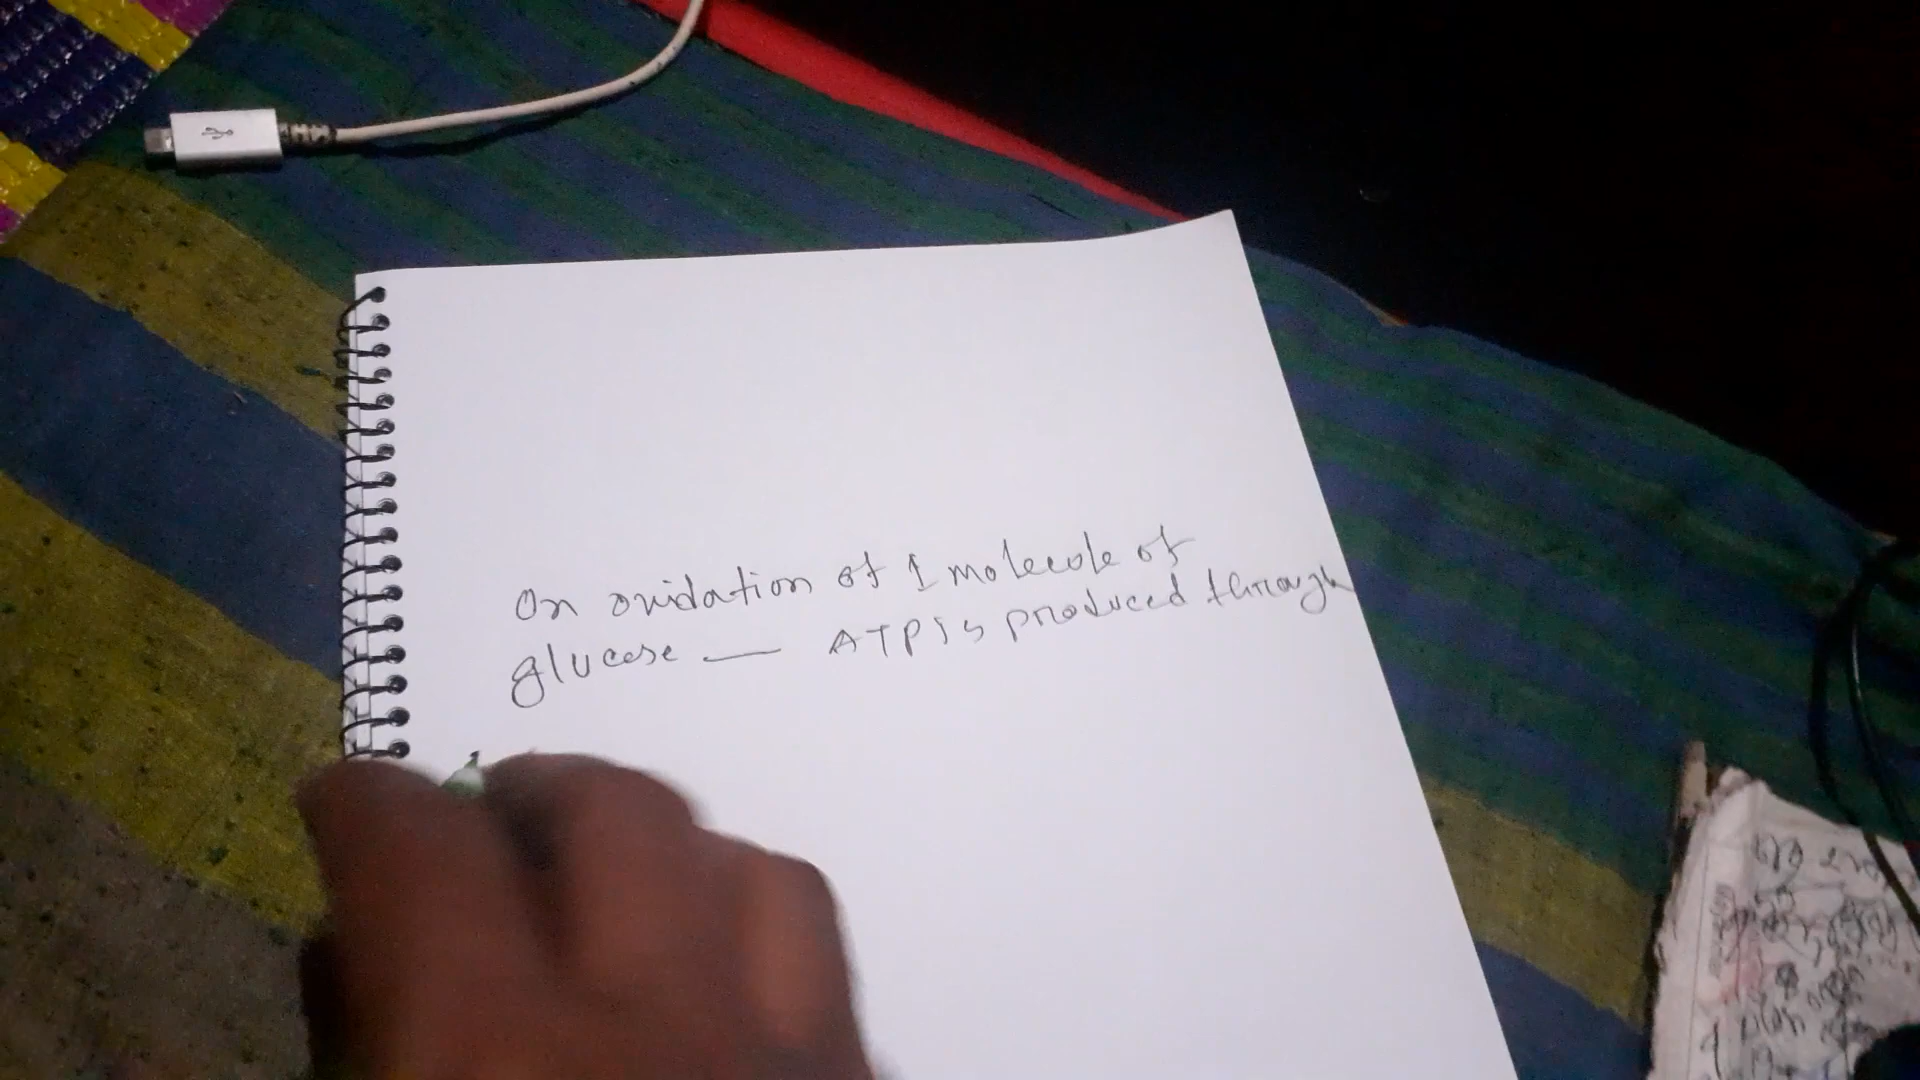 On oxidation of 1 molecule of
glucose — ATP is produced through